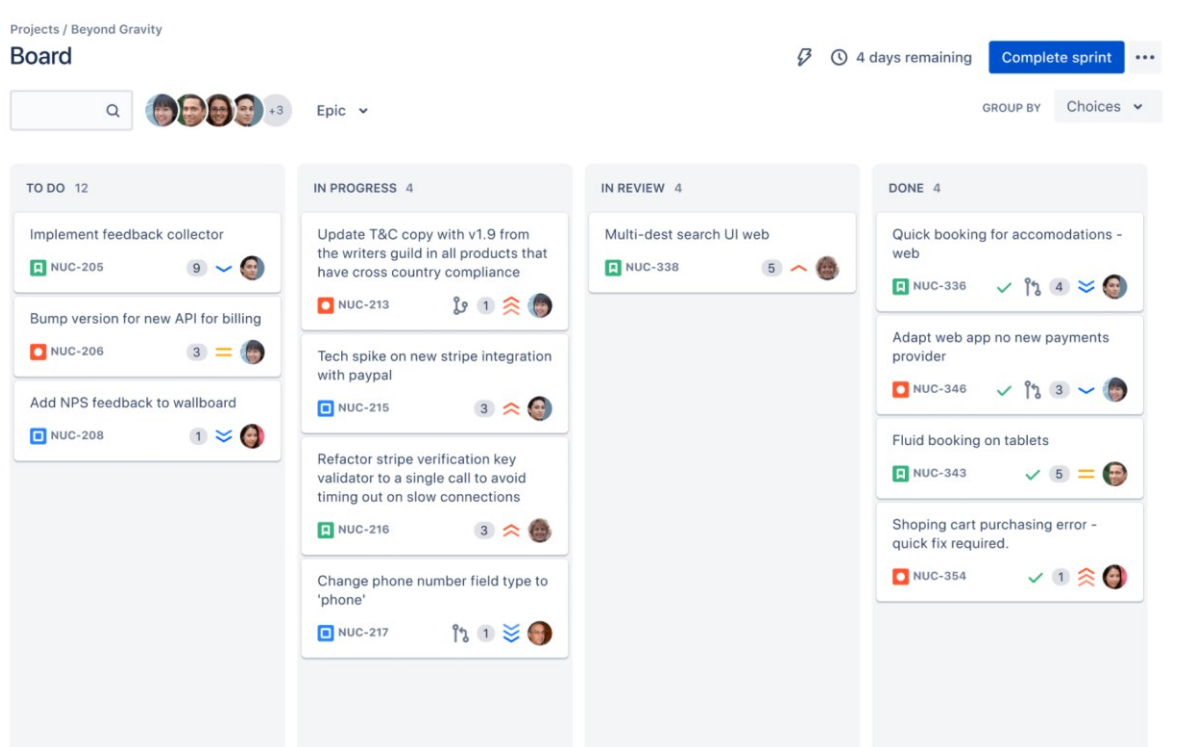 Projects / Beyond Gravity
Board
4 days remaining
Complete sprint
+3
Epic
GROUP BY
Choices
TO DO 12
Implement feedback collector
NUC-205
9
Bump version for new API for billing
NUC-206
3
Add NPS feedback to wallboard
NUC-208
1
IN PROGRESS 4
Update T&C copy with v1.9 from
the writers guild in all products that
have cross country compliance
NUC-213
1
Tech spike on new stripe integration
with paypal
NUC-215
3
Refactor stripe verification key
validator to a single call to avoid
timing out on slow connections
NUC-216
3
Change phone number field type to
'phone'
NUC-217
1
IN REVIEW 4
Multi-dest search UI web
NUC-338
5
DONE 4
Quick booking for accomodations -
web
NUC-336
4
Adapt web app no new payments
provider
NUC-346
3
Fluid booking on tablets
NUC-343
5
Shoping cart purchasing error -
quick fix required.
NUC-354
1